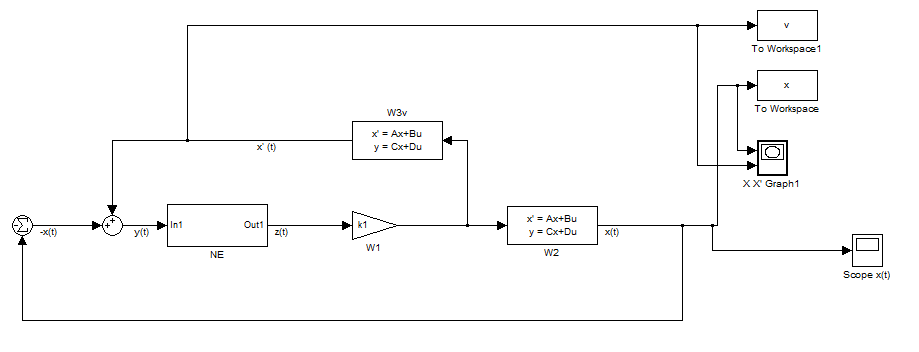 v
To Workspace1
x
To Workspace
W3v
x' = Ax+Bu
y = Cx+Du
x' (t)
X X' Graph1
-x(t)
y(t)
In1
Out1
NE
z(t)
k1
W1
x' = Ax+Bu
y = Cx+Du
W2
x(t)
Scope x(t)